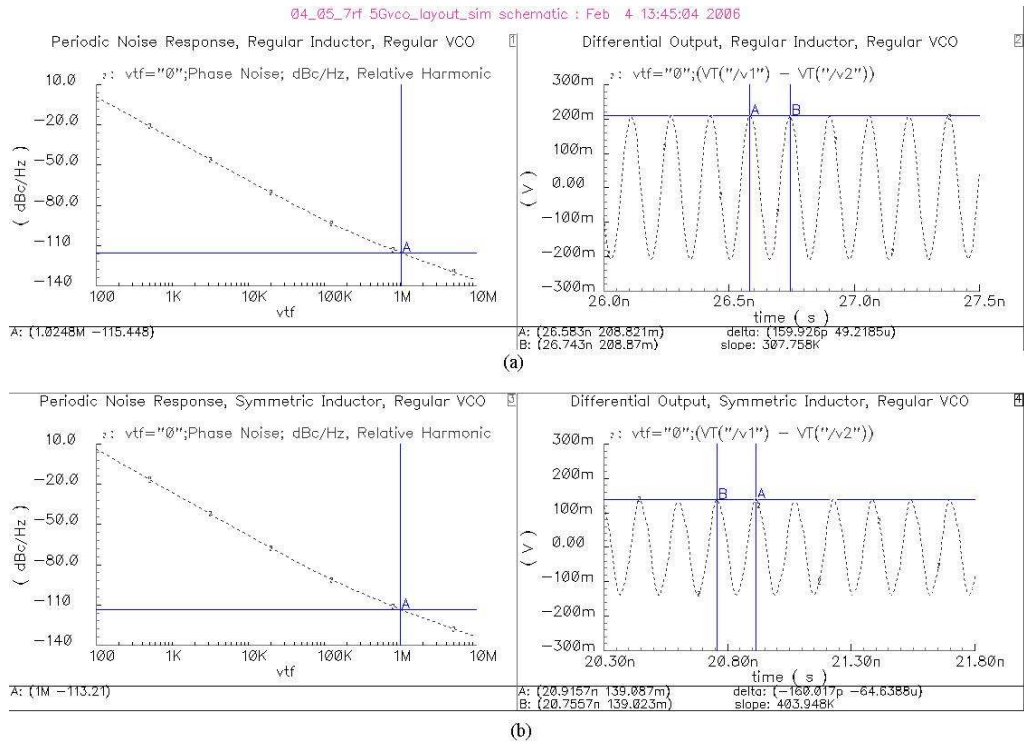 04_05_7rf 5Gvco_layout_sim schematic : Feb 4 13:45:04 2006
Periodic Noise Response, Regular Inductor, Regular VCO
1
₂: vtf="0";Phase Noise; dBc/Hz, Relative Harmonic
10.0
-20.0
-50.0
-80.0
-110
-140
( dBc/Hz )
A
100
1K
10K
100K
1M
10M
vtf
A: (1.0248M -115.448)
Differential Output, Regular Inductor, Regular VCO
2
₂: vtf="0";(VT("/v1") - VT("/v2"))
300m
200m
100m
0.00
-100m
-200m
-300m
( V )
A
B
26.0n
26.5n
27.0n
27.5n
time ( s )
A: (26.583n 208.821m)
delta: (159.926p 49.2185u)
B: (26.743n 208.87m)
slope: 307.758K
(a)
Periodic Noise Response, Symmetric Inductor, Regular VCO
3
₂: vtf="0";Phase Noise; dBc/Hz, Relative Harmonic
10.0
-20.0
-50.0
-80.0
-110
-140
( dBc/Hz )
A
100
1K
10K
100K
1M
10M
vtf
A: (1M -113.21)
Differential Output, Symmetric Inductor, Regular VCO
4
₂: vtf="0";(VT("/v1") - VT("/v2"))
300m
200m
100m
0.00
-100m
-200m
-300m
( V )
B
A
20.30n
20.80n
21.30n
21.80n
time ( s )
A: (20.9157n 139.087m)
delta: (-160.017p -64.6388u)
B: (20.7557n 139.023m)
slope: 403.948K
(b)